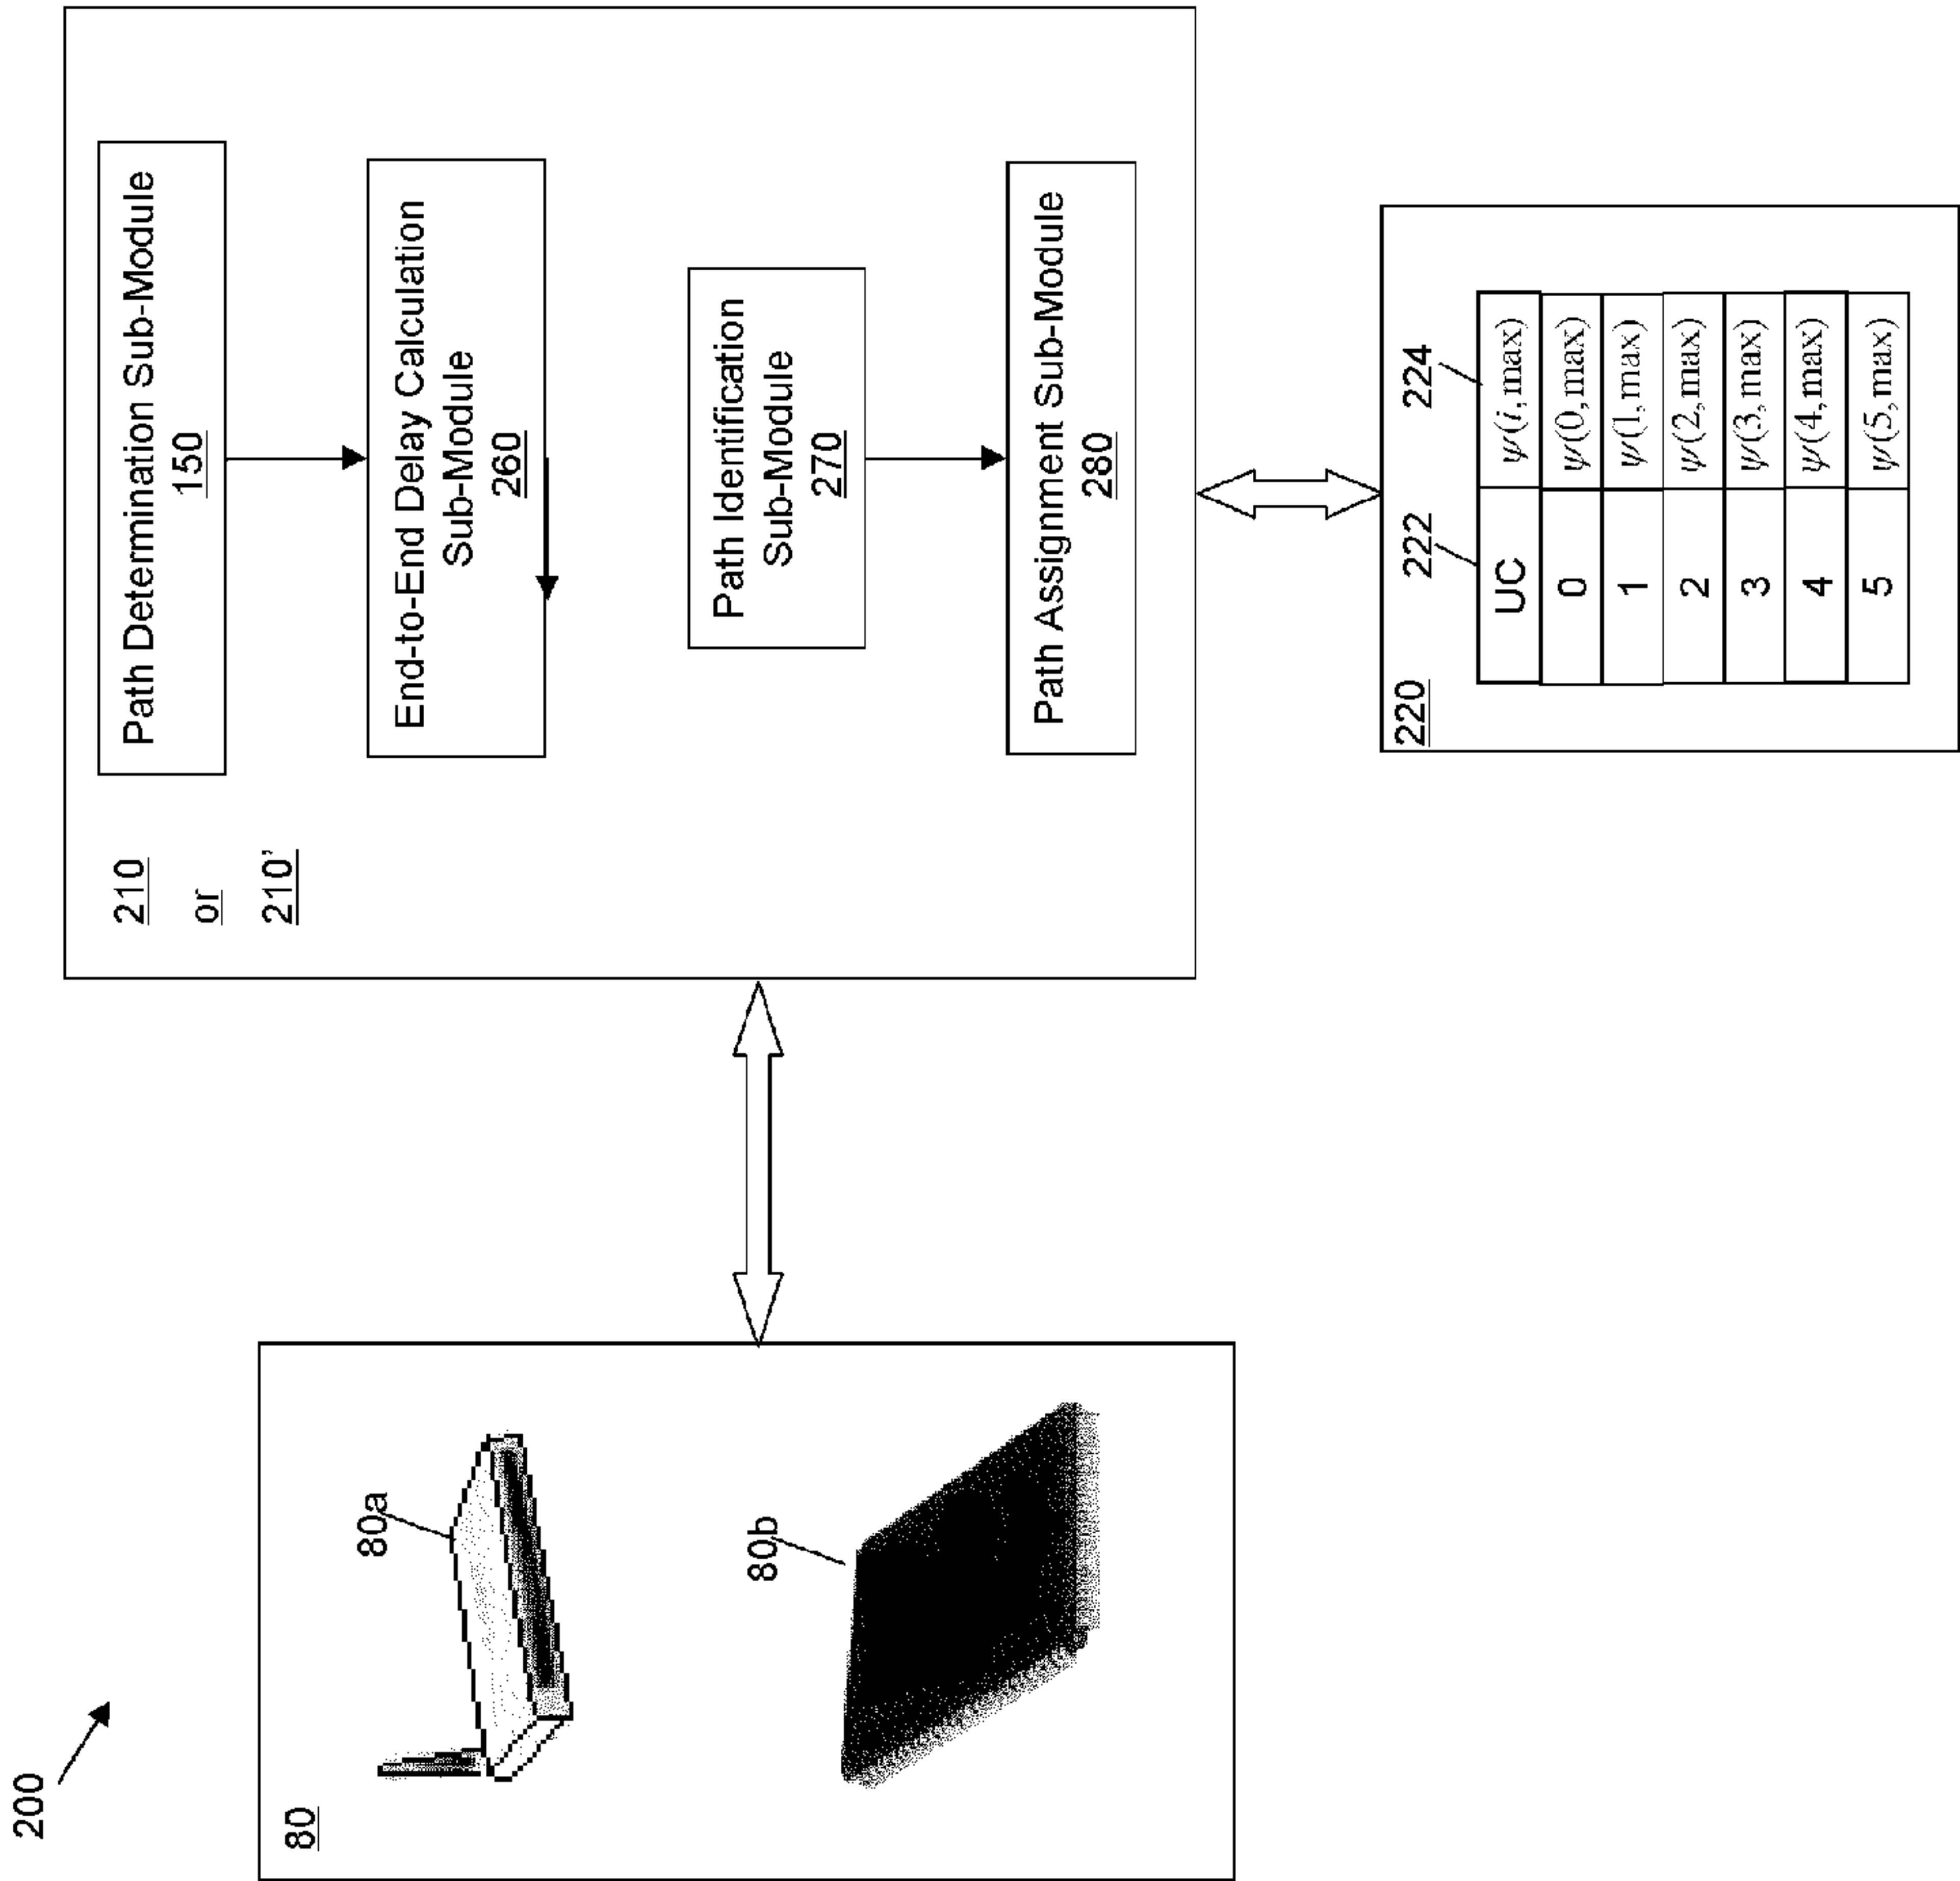 200
80
80a
80b
210
or
210'
Path Determination Sub-Module
150
End-to-End Delay Calculation
Sub-Module
260
Path Identification
Sub-Module
270
Path Assignment Sub-Module
280
220
222
224
UC ψ(i,max)
0 ψ(0,max)
1 ψ(1,max)
2 ψ(2,max)
3 ψ(3,max)
4 ψ(4,max)
5 ψ(5,max)